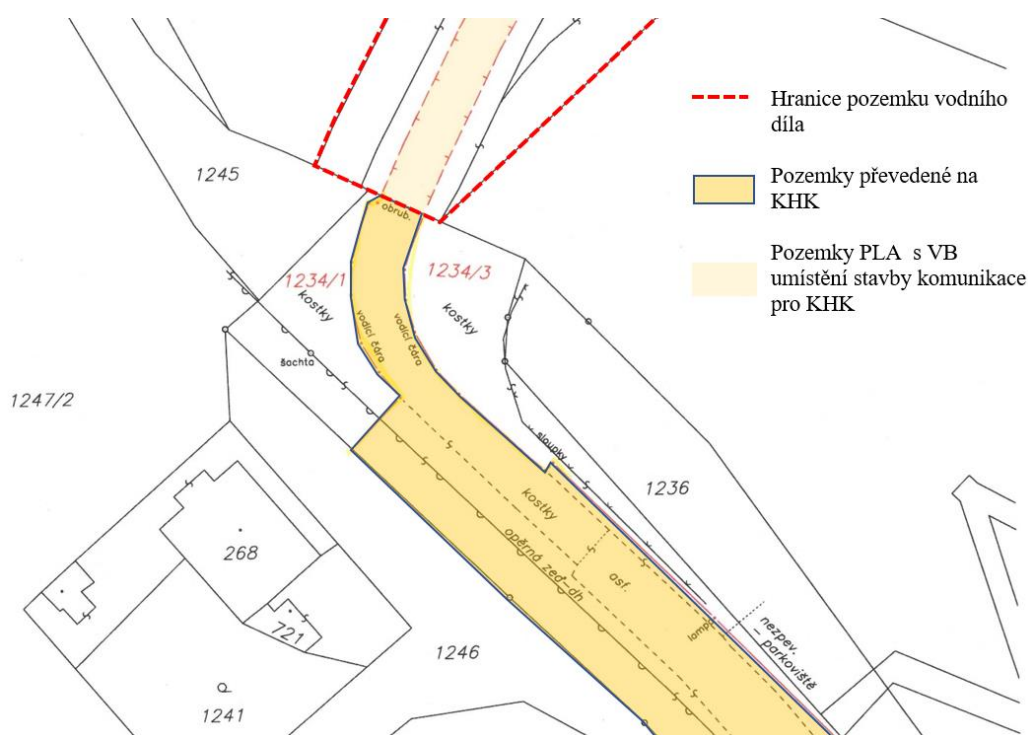 Hranice pozemku vodního
díla
Pozemky převedené na
KHK
Pozemky PLA s VB
umístění stavby komunikace
pro KHK
1245
obrub.
1234/1
1234/3
kostky
kostky
vodící čára
vodící čára
šachta
1247/2
sloupky
1236
kostky
268
opěrná zeď-dh
asf.
721
lampa
nezpev.
- parkoviště
1246
1241